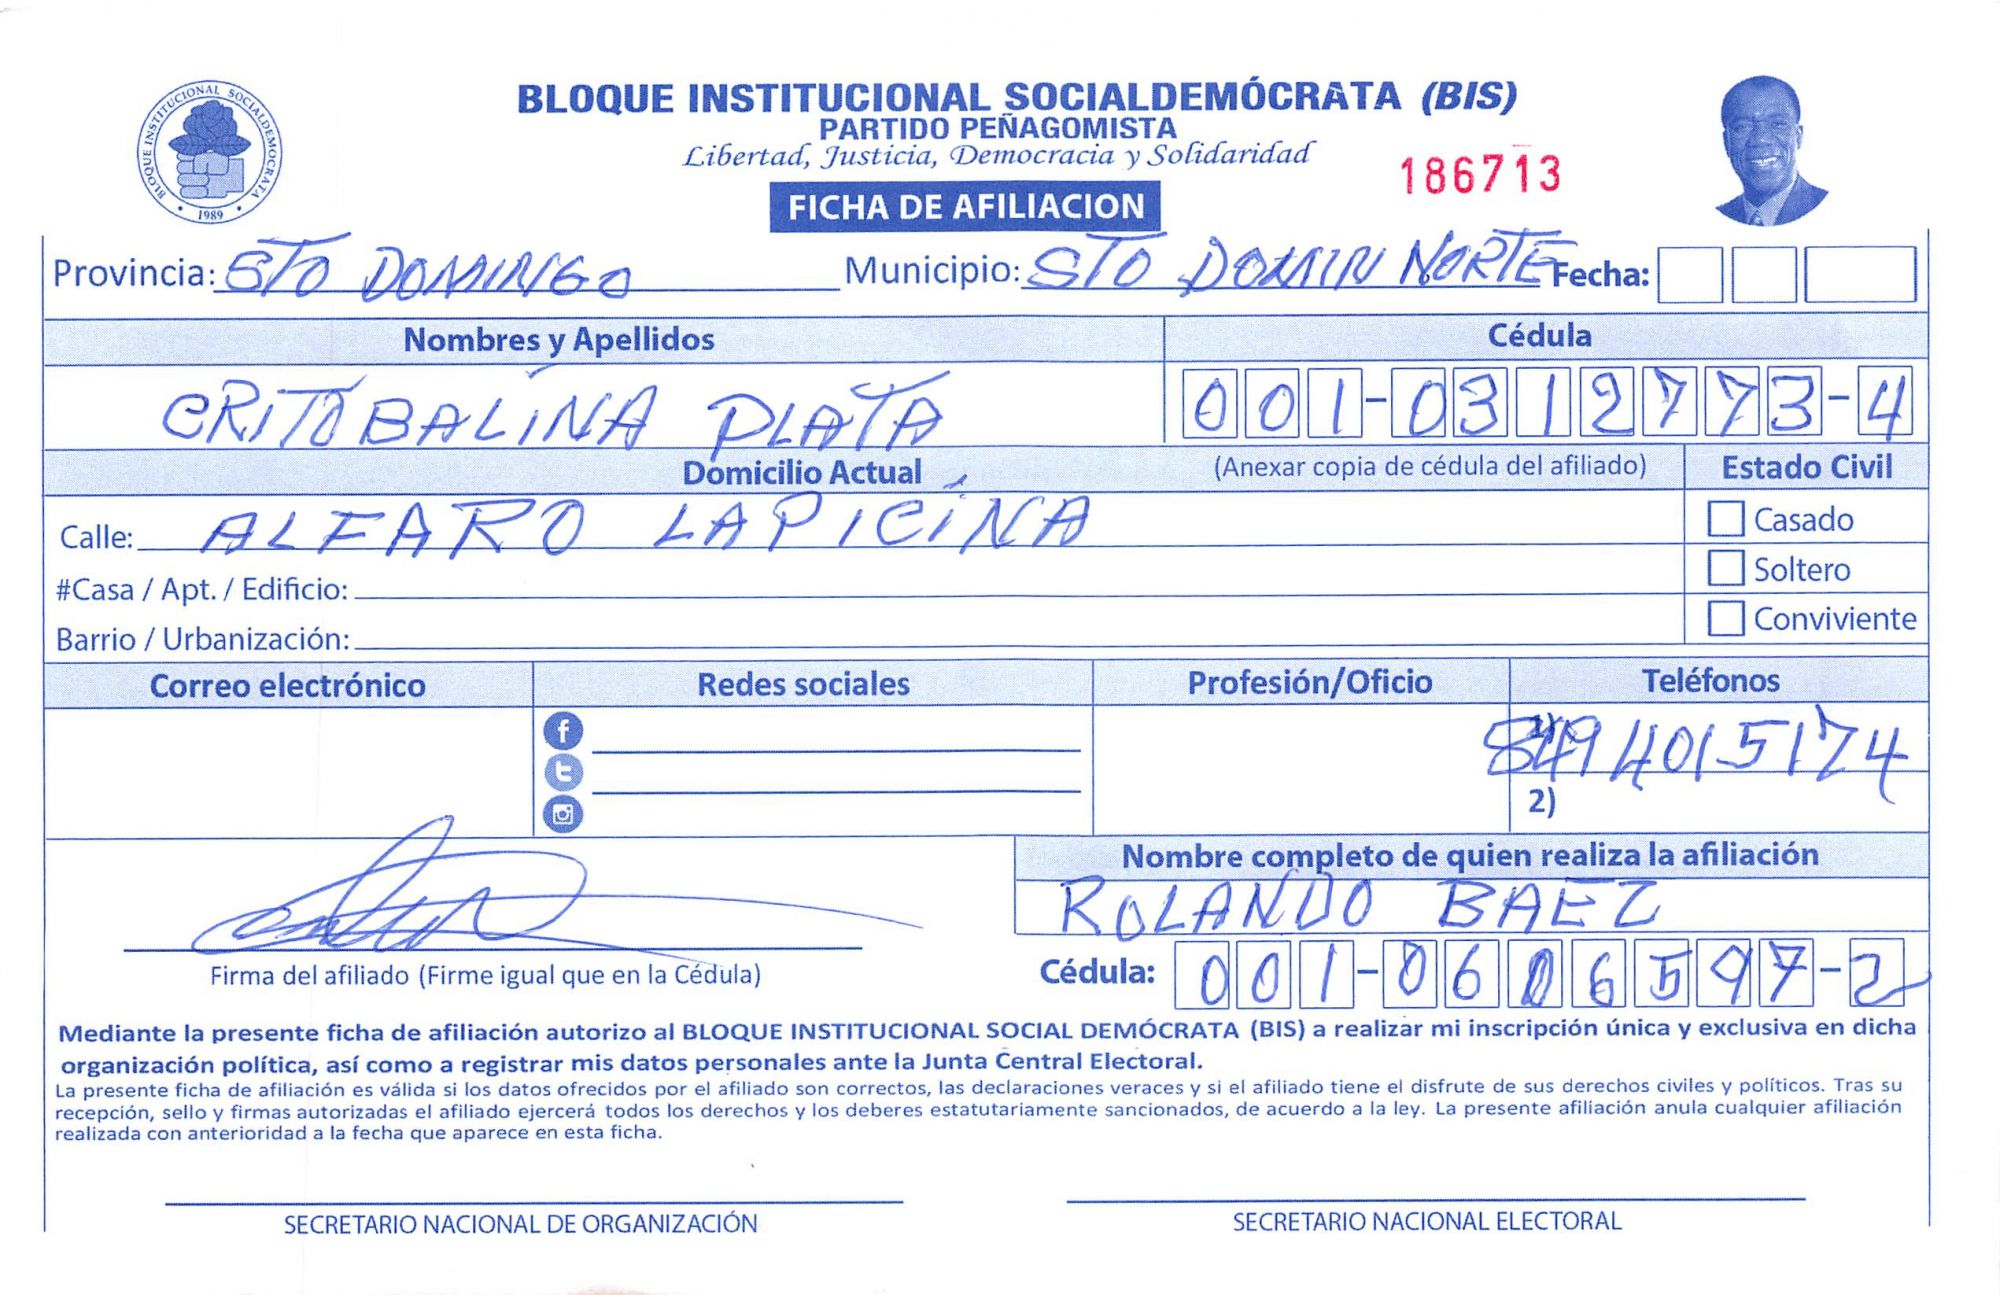 BLOQUE INSTITUCIONAL SOCIALDEMOCRATA
1989
BLOQUE INSTITUCIONAL SOCIALDEMÓCRATA (BIS)
PARTIDO PEÑAGOMISTA
Libertad, Justicia, Democracia y Solidaridad
186713
FICHA DE AFILIACION
Provincia: STO DOMINGO Municipio: STO DOMIN NORTE Fecha:
Nombres y Apellidos Cédula
CRITOBALINA PLATA 001-0312773-4
Domicilio Actual (Anexar copia de cédula del afiliado) Estado Civil
Calle: ALFARO LAPICINA Casado
#Casa / Apt. / Edificio: Soltero
Barrio / Urbanización: Conviviente
Correo electrónico Redes sociales Profesión/Oficio Teléfonos
1) 8494015174
2)
Nombre completo de quien realiza la afiliación
ROLANDO BAEZ
Firma del afiliado (Firme igual que en la Cédula) Cédula: 001-0606597-2
Mediante la presente ficha de afiliación autorizo al BLOQUE INSTITUCIONAL SOCIAL DEMÓCRATA (BIS) a realizar mi inscripción única y exclusiva en dicha
organización política, así como a registrar mis datos personales ante la Junta Central Electoral.
La presente ficha de afiliación es válida si los datos ofrecidos por el afiliado son correctos, las declaraciones veraces y si el afiliado tiene el disfrute de sus derechos civiles y políticos. Tras su
recepción, sello y firmas autorizadas el afiliado ejercerá todos los derechos y los deberes estatutariamente sancionados, de acuerdo a la ley. La presente afiliación anula cualquier afiliación
realizada con anterioridad a la fecha que aparece en esta ficha.
SECRETARIO NACIONAL DE ORGANIZACIÓN SECRETARIO NACIONAL ELECTORAL